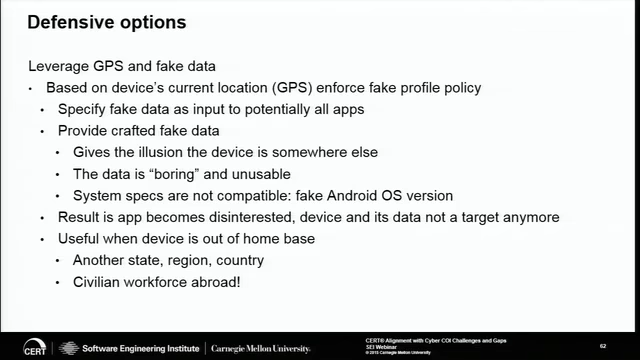 Defensive options
Leverage GPS and fake data
• Based on device's current location (GPS) enforce fake profile policy
• Specify fake data as input to potentially all apps
• Provide crafted fake data
• Gives the illusion the device is somewhere else
• The data is “boring” and unusable
• System specs are not compatible: fake Android OS version
• Result is app becomes disinterested, device and its data not a target anymore
• Useful when device is out of home base
• Another state, region, country
• Civilian workforce abroad!
CERT
Software Engineering Institute
Carnegie Mellon University
CERT® Alignment with Cyber COI Challenges and Gaps
SEI Webinar
© 2015 Carnegie Mellon University
62